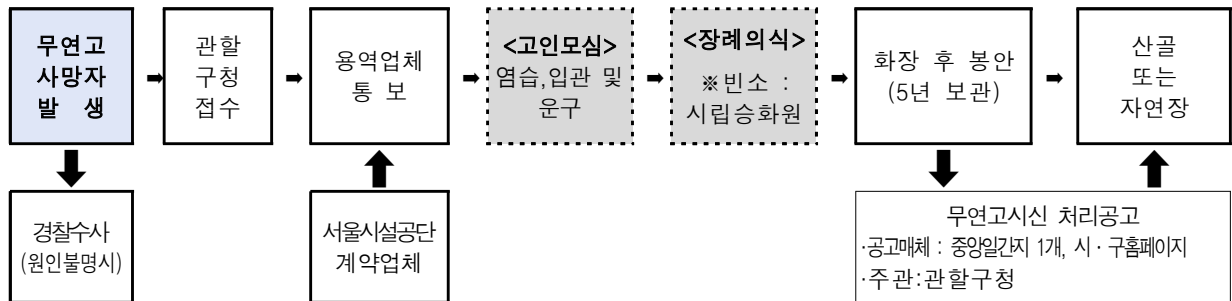 무연고
사망자
발 생
관할
구청
접수
용역업체
통 보
<고인모심>
염습,입관 및
운구
<장례의식>
※빈소 :
시립승화원
화장 후 봉안
(5년 보관)
산골
또는
자연장
경찰수사
(원인불명시)
서울시설공단
계약업체
무연고시신 처리공고
·공고매체 : 중앙일간지 1개, 시 · 구홈페이지
·주관:관할구청